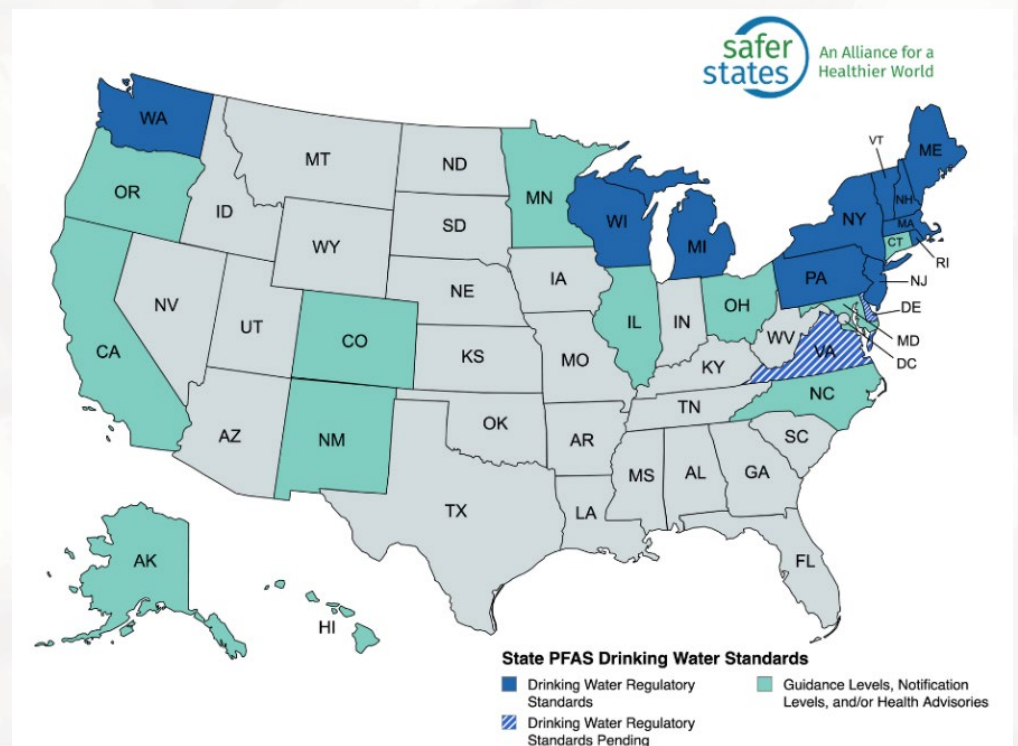 safer
states
An Alliance for a
Healthier World
WA
MT
ND
MN
VT
ME
OR
ID
SD
WI
NY
NH
MA
WY
MI
CT
RI
IA
PA
NJ
NE
NV
OH
DE
UT
IL
IN
CO
WV
MD
CA
KS
MO
VA
KY
DC
NC
TN
OK
AZ
NM
AR
SC
MS
AL
GA
TX
LA
FL
AK
HI
State PFAS Drinking Water Standards
Drinking Water Regulatory
Standards
Guidance Levels, Notification
Levels, and/or Health Advisories
Drinking Water Regulatory
Standards Pending